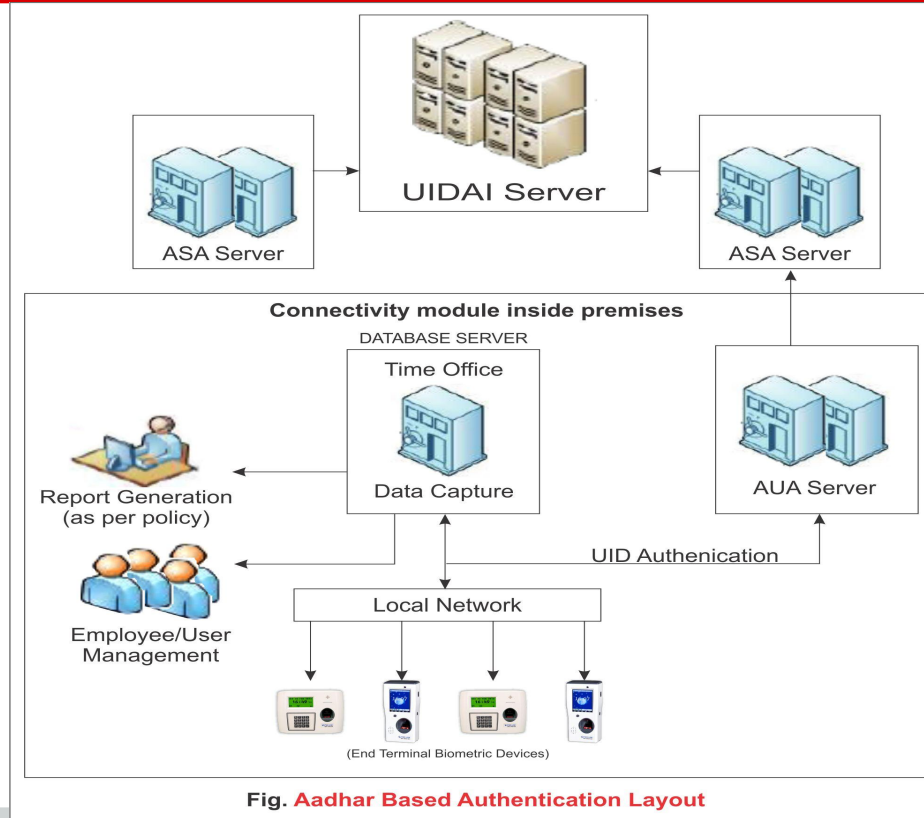 UIDAI Server
ASA Server
ASA Server
Connectivity module inside premises
DATABASE SERVER
Time Office
Data Capture
AUA Server
Report Generation
(as per policy)
UID Authenication
Employee/User
Management
Local Network
(End Terminal Biometric Devices)
Fig. Aadhar Based Authentication Layout